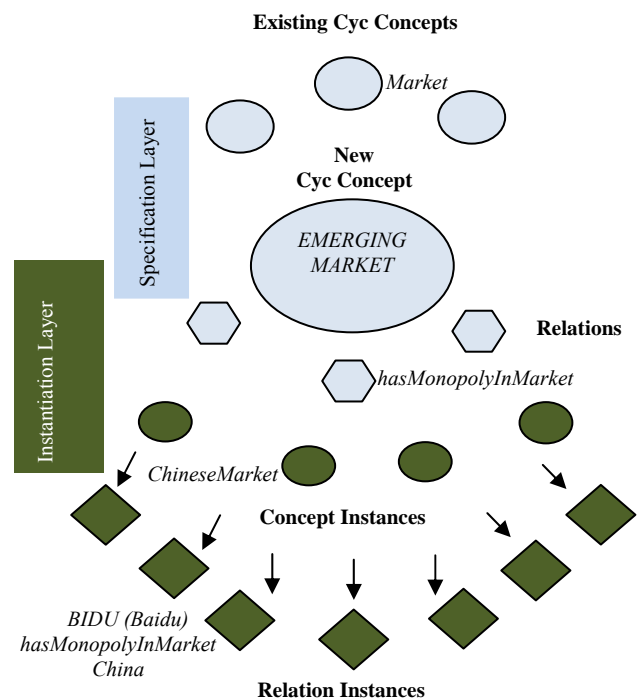 Existing Cyc Concepts
Market
Specification Layer
New
Cyc Concept
EMERGING
MARKET
Instantiation Layer
Relations
hasMonopolyInMarket
ChineseMarket
Concept Instances
BIDU (Baidu)
hasMonopolyInMarket
China
Relation Instances